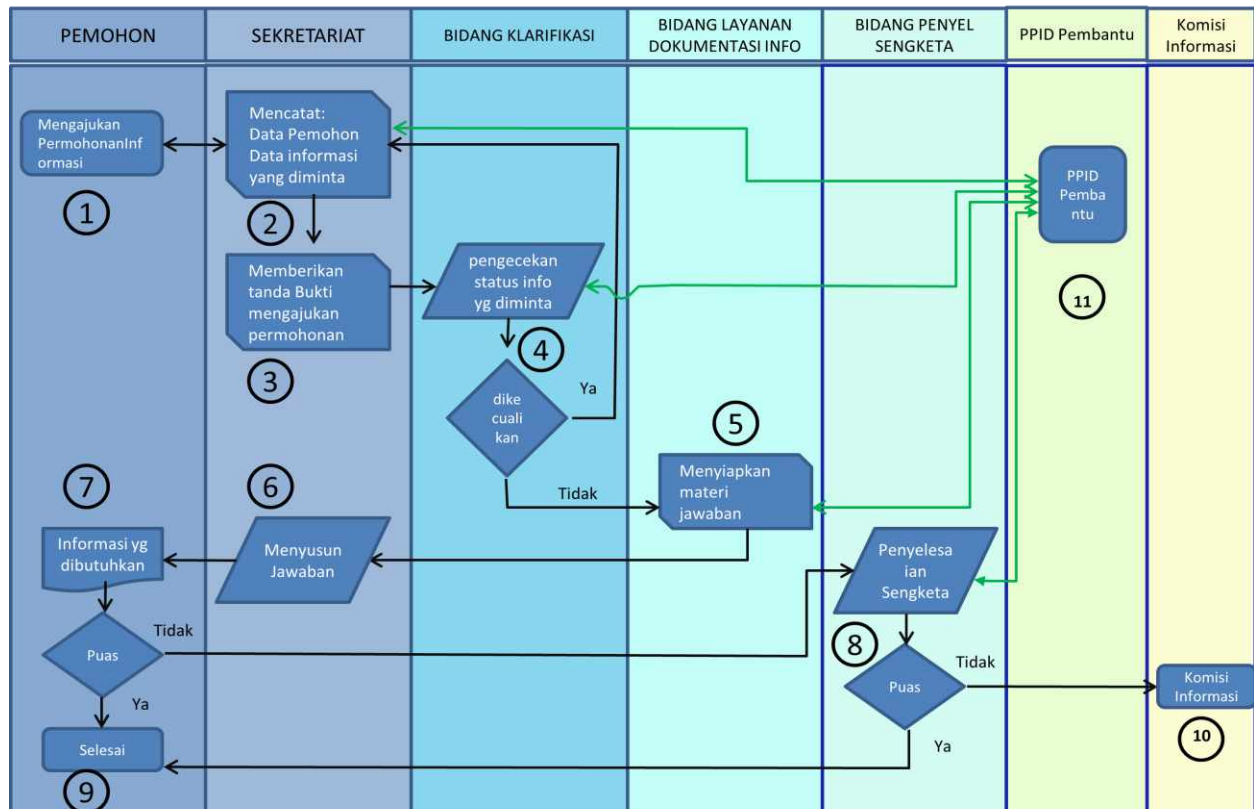 PEMOHON
SEKRETARIAT
BIDANG KLARIFIKASI
BIDANG LAYANAN
DOKUMENTASI INFO
BIDANG PENYEL
SENGKETA
PPID Pembantu
Komisi
Informasi
Mengajukan
PermohonanInf
ormasi
1
Mencatat:
Data Pemohon
Data informasi
yang diminta
2
Memberikan
tanda Bukti
mengajukan
permohonan
3
pengecekan
status info
yg diminta
4
dike
cuali
kan
Ya
Tidak
5
Menyiapkan
materi
jawaban
6
Menyusun
Jawaban
7
Informasi yg
dibutuhkan
Puas
Tidak
Ya
Selesai
9
Penyelesa
ian
Sengketa
8
Puas
Tidak
Ya
PPID
Pemba
ntu
11
Komisi
Informasi
10